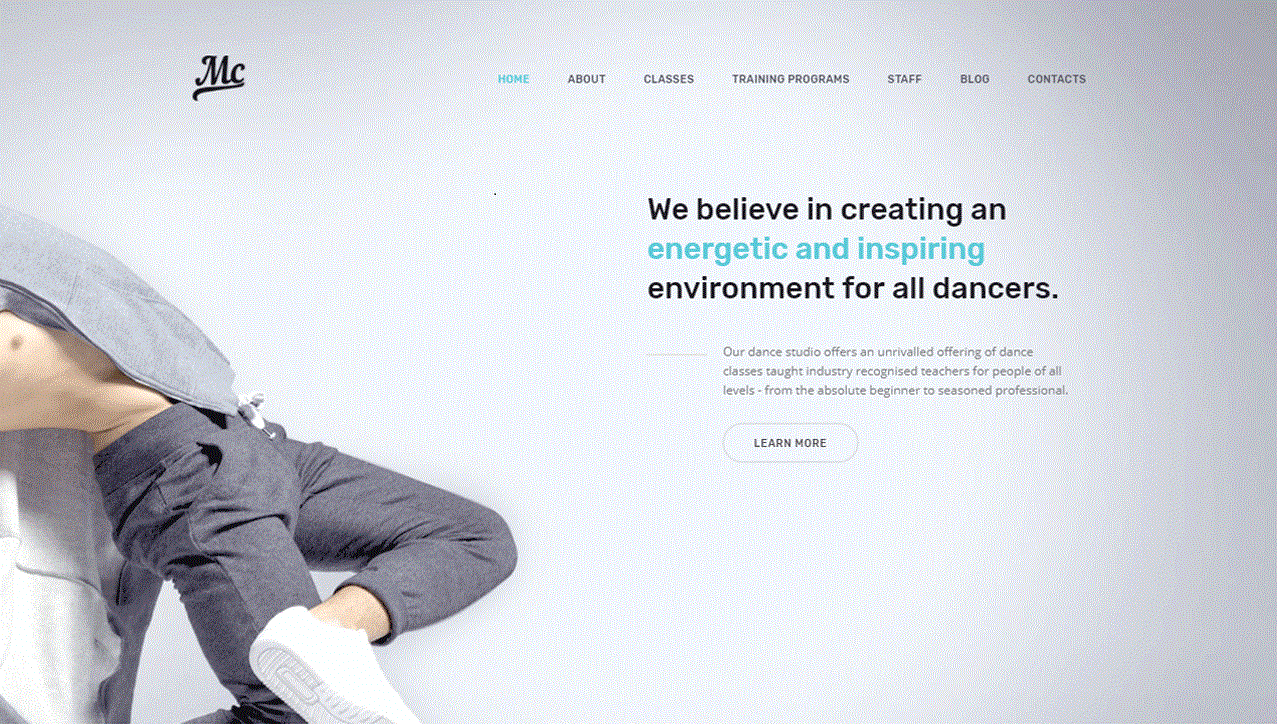 Mc
HOME ABOUT CLASSES TRAINING PROGRAMS STAFF BLOG CONTACTS
We believe in creating an
energetic and inspiring
environment for all dancers.
Our dance studio offers an unrivalled offering of dance
classes taught industry recognised teachers for people of all
levels - from the absolute beginner to seasoned professional.
LEARN MORE